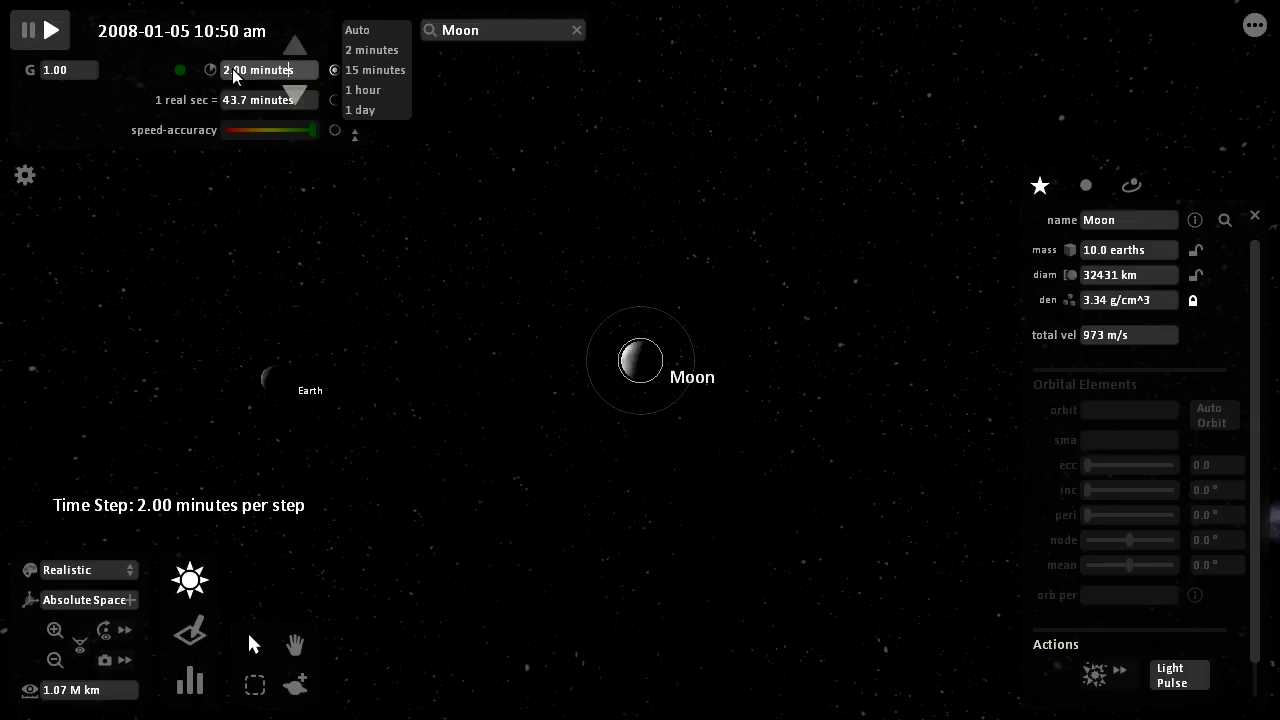 2008-01-05 10:50 am
Auto
Moon
2 minutes
G 1.00
2.00 minutes
15 minutes
1 hour
1 real sec = 43.7 minutes
1 day
speed-accuracy
name Moon
mass 10.0 earths
diam 32431 km
den 3.34 g/cm^3
total vel 973 m/s
Moon
Earth
Orbital Elements
orbit
Auto Orbit
sma
ecc 0.0
inc 0.0 °
peri 0.0 °
node 0.0 °
mean 0.0 °
orb per
Time Step: 2.00 minutes per step
Realistic
Absolute Space
1.07 M km
Actions
Light
Pulse